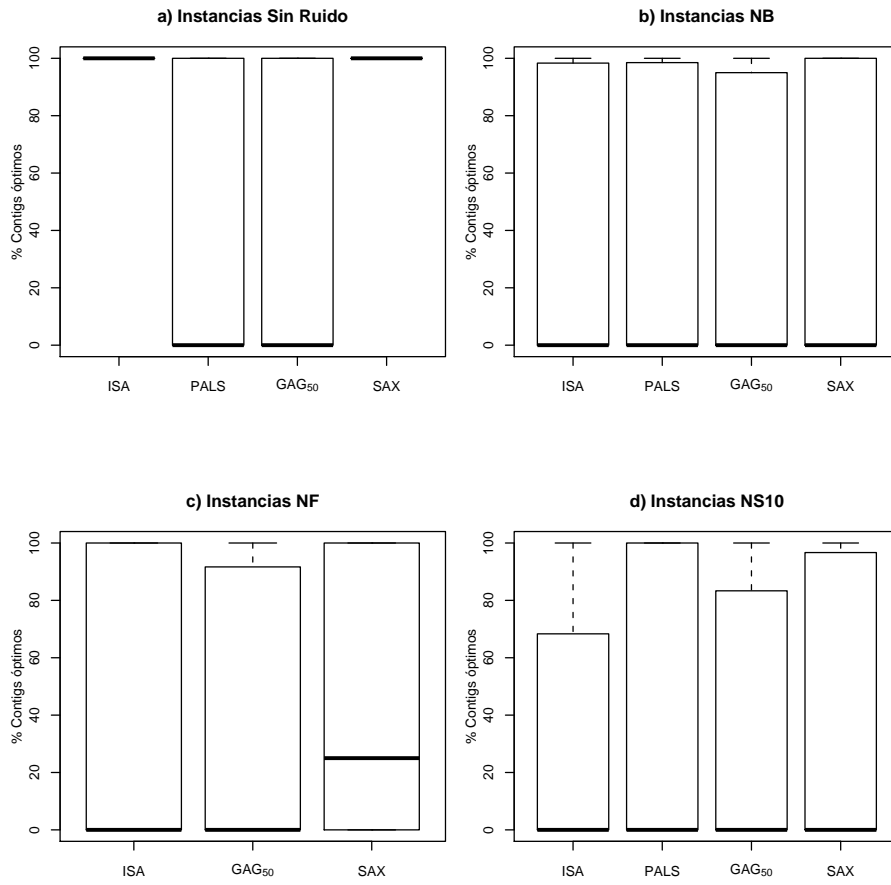 a) Instancias Sin Ruido
% Contigs óptimos
100
80
60
40
20
0
ISA PALS GAG50 SAX
b) Instancias NB
% Contigs óptimos
100
80
60
40
20
0
ISA PALS GAG50 SAX
c) Instancias NF
% Contigs óptimos
100
80
60
40
20
0
ISA GAG50 SAX
d) Instancias NS10
% Contigs óptimos
100
80
60
40
20
0
ISA PALS GAG50 SAX